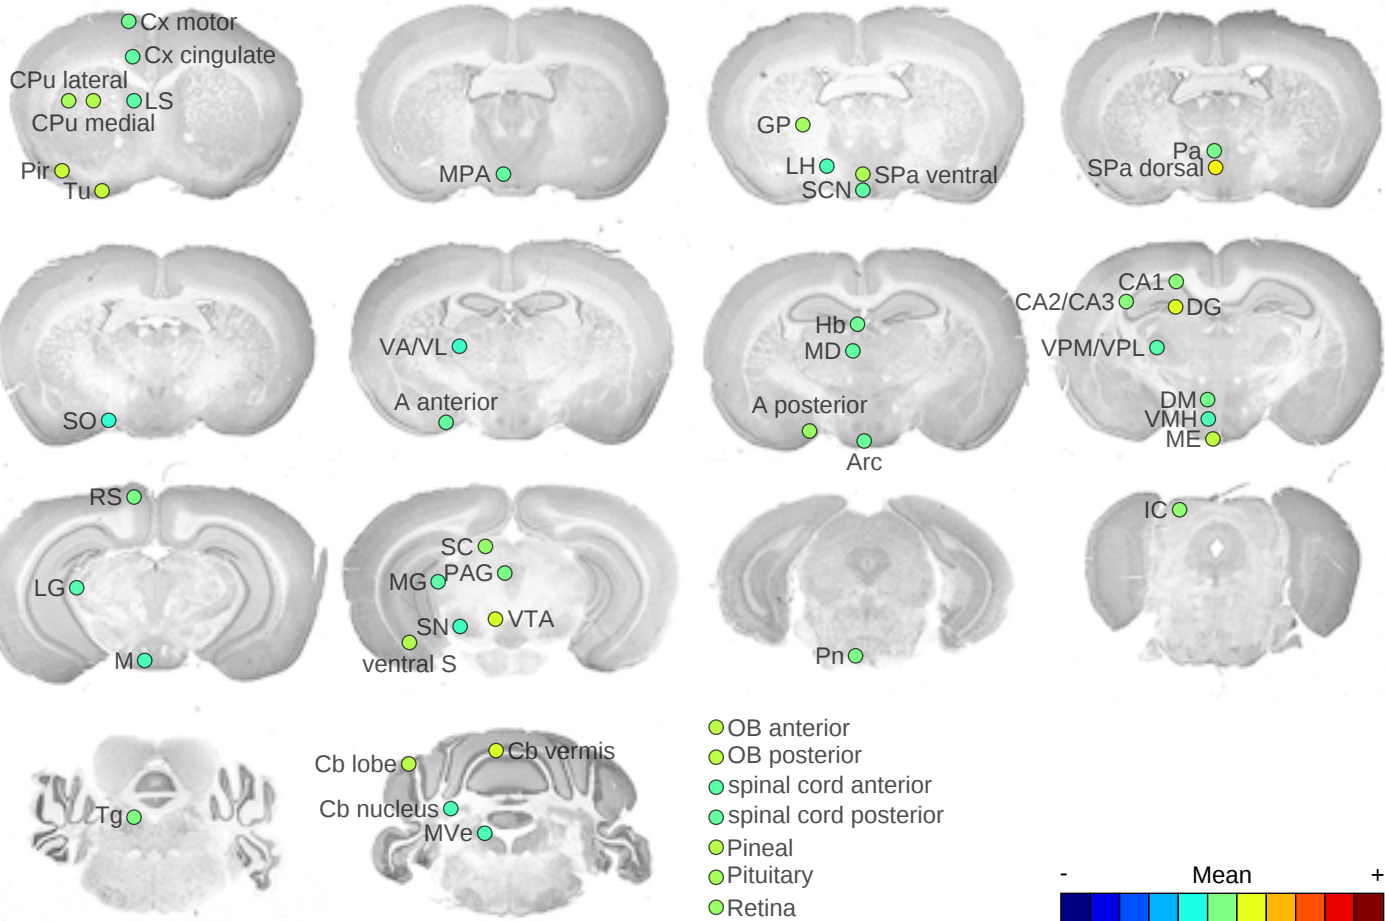 Cx motor
Cx cingulate
CPu lateral
LS
CPu medial
Pir
Tu
MPA
GP
LH
SPa ventral
SCN
Pa
SPa dorsal
SO
VA/VL
A anterior
Hb
MD
A posterior
Arc
CA1
CA2/CA3
DG
VPM/VPL
DM
VMH
ME
RS
LG
M
SC
MG
PAG
SN
VTA
ventral S
Pn
IC
Tg
Cb lobe
Cb vermis
Cb nucleus
MVe
OB anterior
OB posterior
spinal cord anterior
spinal cord posterior
Pineal
Pituitary
Retina
- Mean +